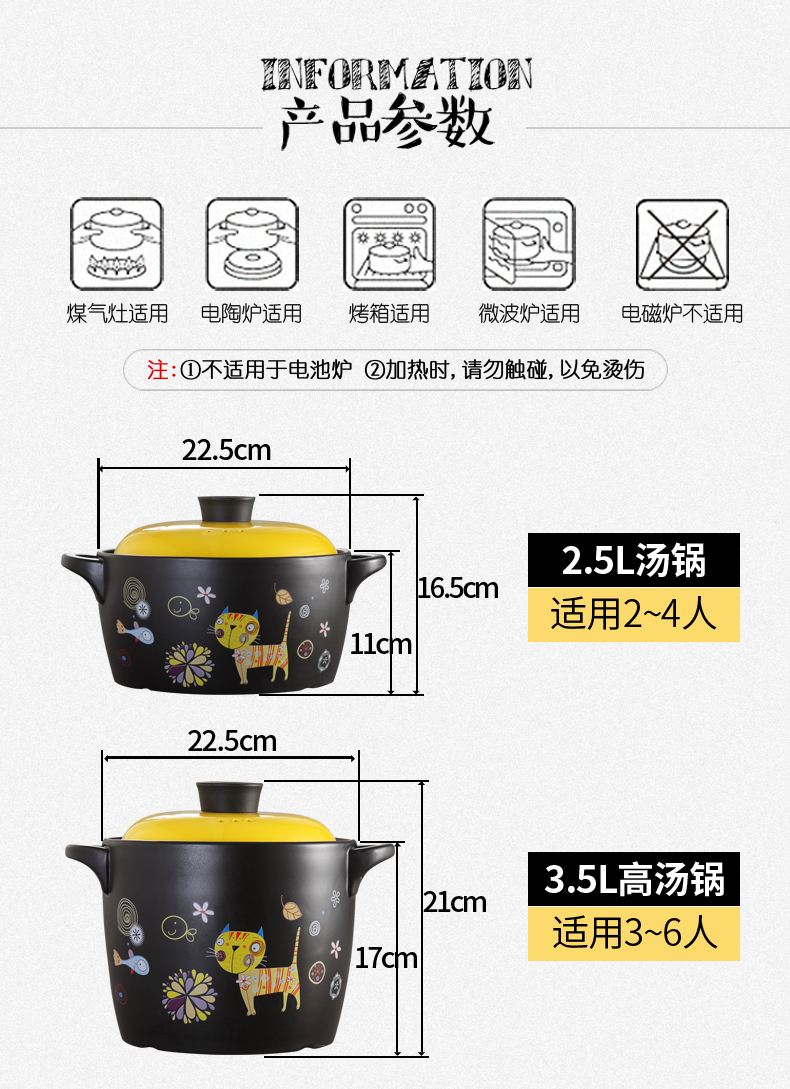 INFORMATION
产品参数
煤气灶适用 电陶炉适用 烤箱适用 微波炉适用 电磁炉不适用
注:①不适用于电池炉 ②加热时,请勿触碰,以免烫伤
22.5cm
16.5cm
11cm
2.5L汤锅
适用2~4人
22.5cm
21cm
17cm
3.5L高汤锅
适用3~6人